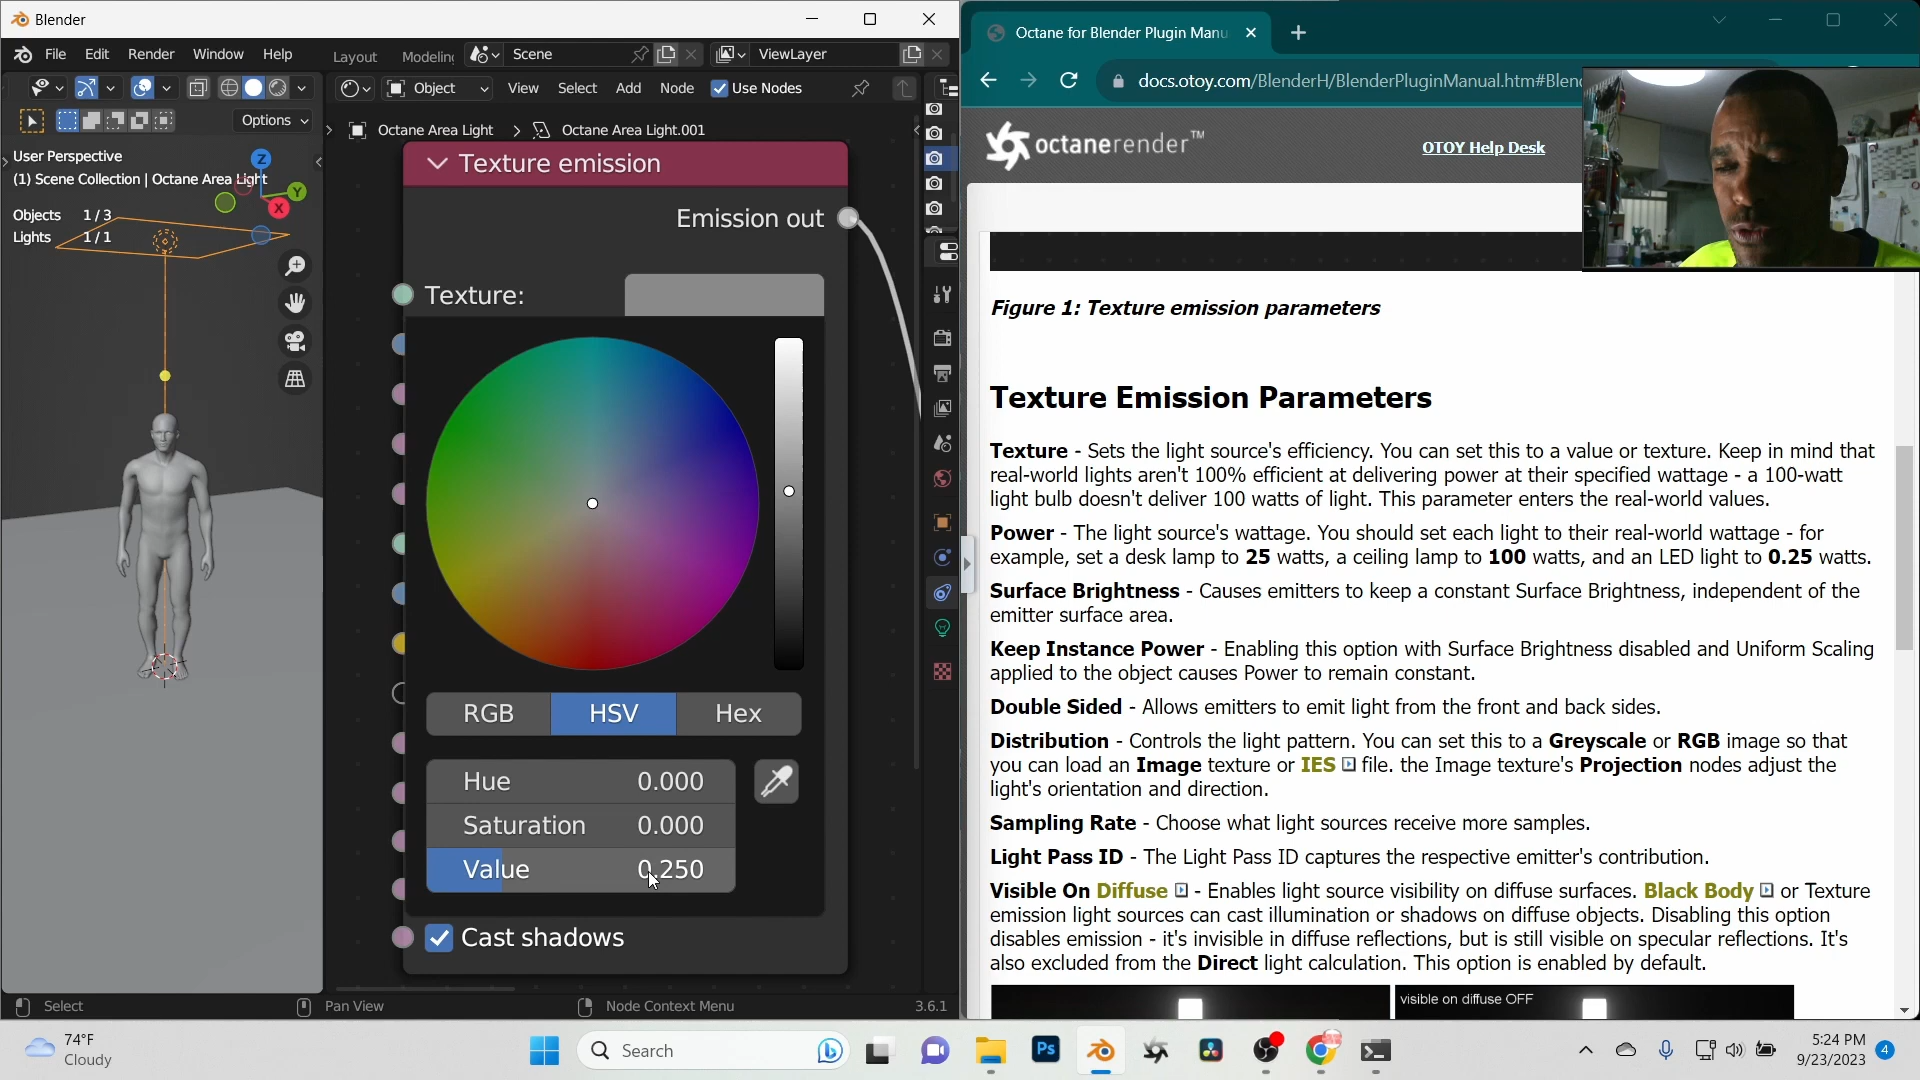 Blender
File Edit Render Window Help
Layout Modeling
Scene
ViewLayer
Object View Select Add Node Use Nodes
Options
Octane Area Light
Octane Area Light.001
User Perspective
(1) Scene Collection | Octane Area Light
Objects 1/3
Lights 1/1
Z
Y
X
Texture emission
Emission out
Texture:
RGB HSV Hex
Hue 0.000
Saturation 0.000
Value 0.250
Cast shadows
Select
Pan View
Node Context Menu
3.6.1
Octane for Blender Plugin Manu
docs.otoy.com/BlenderH/BlenderPluginManual.htm#Blen
octanerender™
OTOY Help Desk
Figure 1: Texture emission parameters
Texture Emission Parameters
Texture - Sets the light source's efficiency. You can set this to a value or texture. Keep in mind that
real-world lights aren't 100% efficient at delivering power at their specified wattage - a 100-watt
light bulb doesn't deliver 100 watts of light. This parameter enters the real-world values.
Power - The light source's wattage. You should set each light to their real-world wattage - for
example, set a desk lamp to 25 watts, a ceiling lamp to 100 watts, and an LED light to 0.25 watts.
Surface Brightness - Causes emitters to keep a constant Surface Brightness, independent of the
emitter surface area.
Keep Instance Power - Enabling this option with Surface Brightness disabled and Uniform Scaling
applied to the object causes Power to remain constant.
Double Sided - Allows emitters to emit light from the front and back sides.
Distribution - Controls the light pattern. You can set this to a Greyscale or RGB image so that
you can load an Image texture or IES file. the Image texture's Projection nodes adjust the
light's orientation and direction.
Sampling Rate - Choose what light sources receive more samples.
Light Pass ID - The Light Pass ID captures the respective emitter's contribution.
Visible On Diffuse - Enables light source visibility on diffuse surfaces. Black Body or Texture
emission light sources can cast illumination or shadows on diffuse objects. Disabling this option
disables emission - it's invisible in diffuse reflections, but is still visible on specular reflections. It's
also excluded from the Direct light calculation. This option is enabled by default.
visible on diffuse OFF
74°F
Cloudy
Search
Ps
5:24 PM
9/23/2023
4